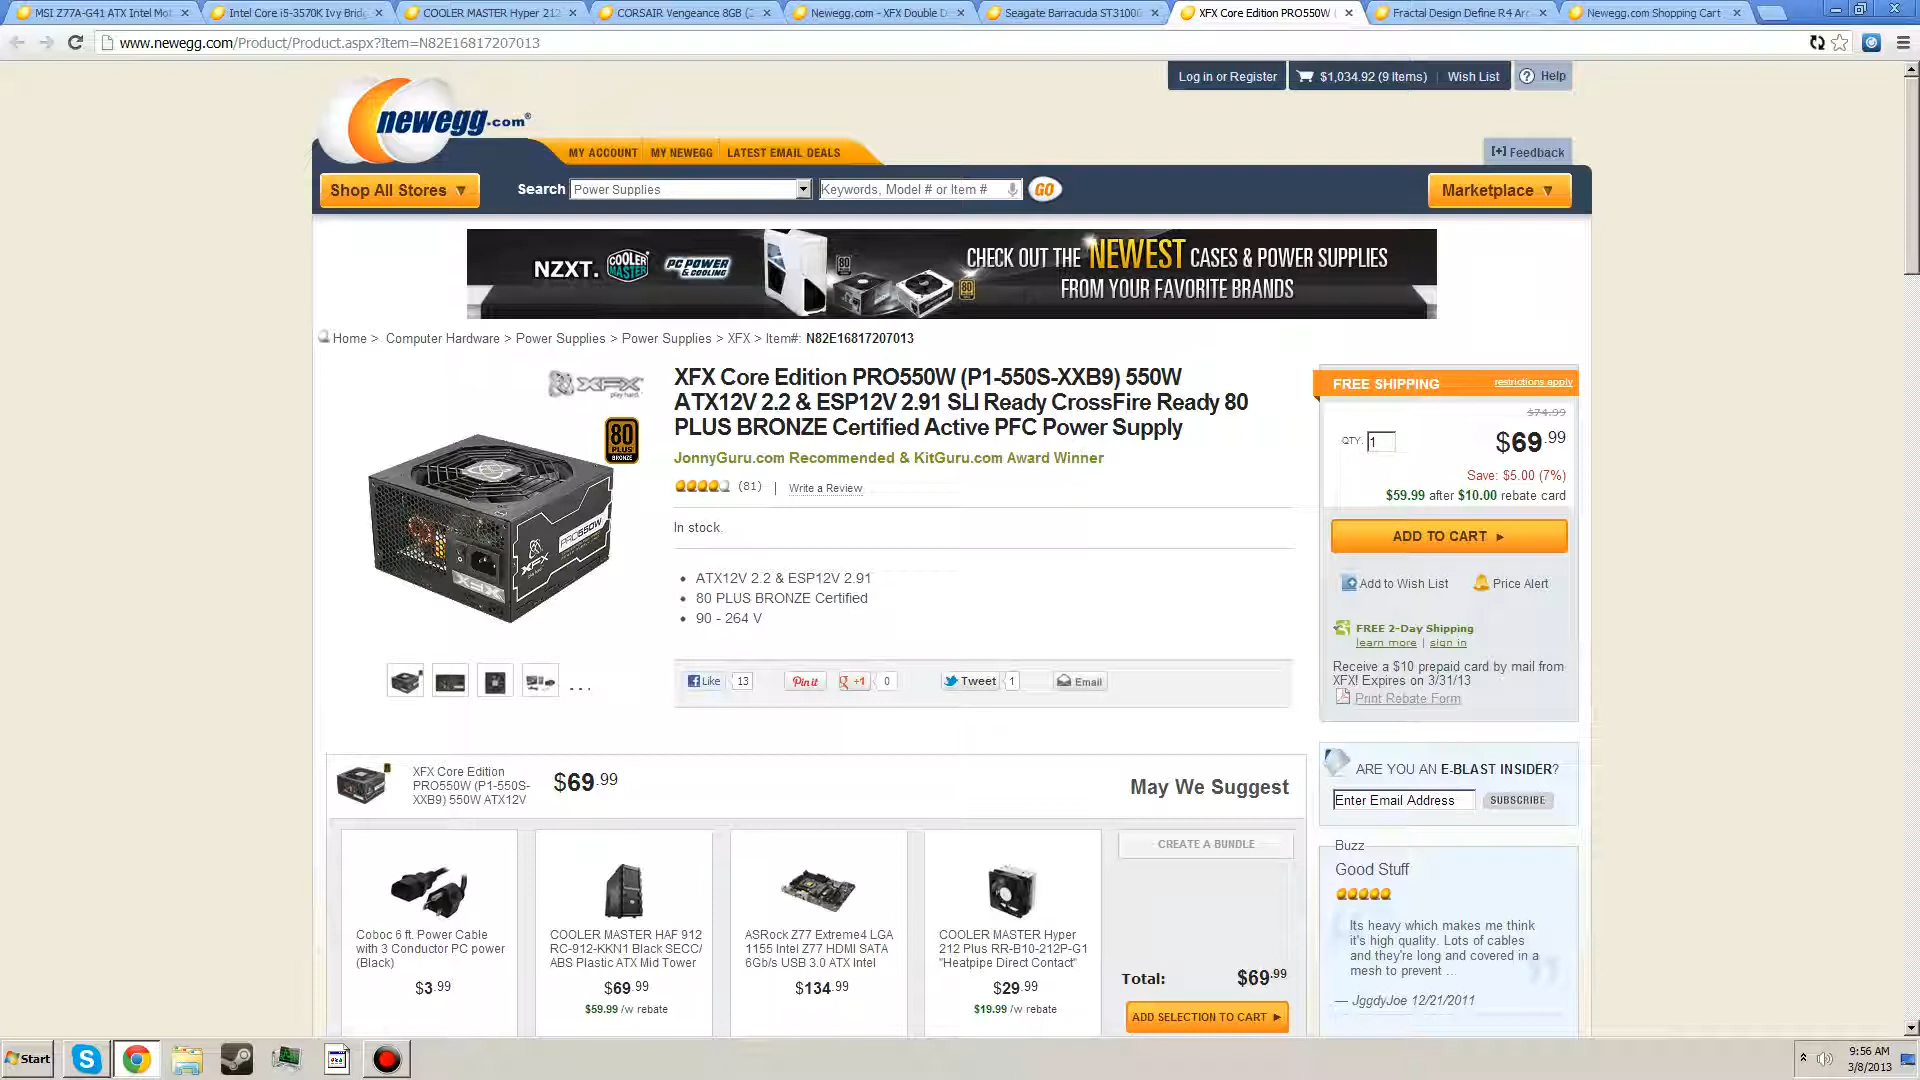 MSI Z77A-G41 ATX Intel Mot
Intel Core i5-3570K Ivy Bridg
COOLER MASTER Hyper 212
CORSAIR Vengeance 8GB (2
Newegg.com - XFX Double D
Seagate Barracuda ST31000
XFX Core Edition PRO550W (
Fractal Design Define R4 Arc
Newegg.com Shopping Cart
www.newegg.com/Product/Product.aspx?Item=N82E16817207013
Log in or Register
$1,034.92 (9 Items)
Wish List
Help
newegg.com®
MY ACCOUNT
MY NEWEGG
LATEST EMAIL DEALS
[+] Feedback
Shop All Stores ▼
Search
Power Supplies
Keywords, Model # or Item #
GO
Marketplace ▼
NZXT.
COOLER MASTER
PC POWER & COOLING
CHECK OUT THE NEWEST CASES & POWER SUPPLIES
FROM YOUR FAVORITE BRANDS
Home > Computer Hardware > Power Supplies > Power Supplies > XFX > Item#: N82E16817207013
XFX
play hard.
80
PLUS
BRONZE
PRO550W
XFX
XFX
XFX Core Edition PRO550W (P1-550S-XXB9) 550W
ATX12V 2.2 & ESP12V 2.91 SLI Ready CrossFire Ready 80
PLUS BRONZE Certified Active PFC Power Supply
JonnyGuru.com Recommended & KitGuru.com Award Winner
(81) | Write a Review
In stock.
• ATX12V 2.2 & ESP12V 2.91
• 80 PLUS BRONZE Certified
• 90 - 264 V
Like 13
Pin it
+1 0
Tweet 1
Email
...
FREE SHIPPING
restrictions apply
$74.99
QTY: 1
$69.99
Save: $5.00 (7%)
$59.99 after $10.00 rebate card
ADD TO CART ►
Add to Wish List
Price Alert
FREE 2-Day Shipping
learn more | sign in
Receive a $10 prepaid card by mail from
XFX! Expires on 3/31/13
Print Rebate Form
XFX Core Edition
PRO550W (P1-550S-
XXB9) 550W ATX12V
$69.99
May We Suggest
Coboc 6 ft. Power Cable
with 3 Conductor PC power
(Black)
$3.99
COOLER MASTER HAF 912
RC-912-KKN1 Black SECC/
ABS Plastic ATX Mid Tower
$69.99
$59.99 /w rebate
ASRock Z77 Extreme4 LGA
1155 Intel Z77 HDMI SATA
6Gb/s USB 3.0 ATX Intel
$134.99
COOLER MASTER Hyper
212 Plus RR-B10-212P-G1
"Heatpipe Direct Contact"
$29.99
$19.99 /w rebate
CREATE A BUNDLE
Total: $69.99
ADD SELECTION TO CART ►
ARE YOU AN E-BLAST INSIDER?
Enter Email Address
SUBSCRIBE
Buzz
Good Stuff
Its heavy which makes me think
it's high quality. Lots of cables
and they're long and covered in a
mesh to prevent ...
— JggdyJoe 12/21/2011
Start
9:56 AM
3/8/2013